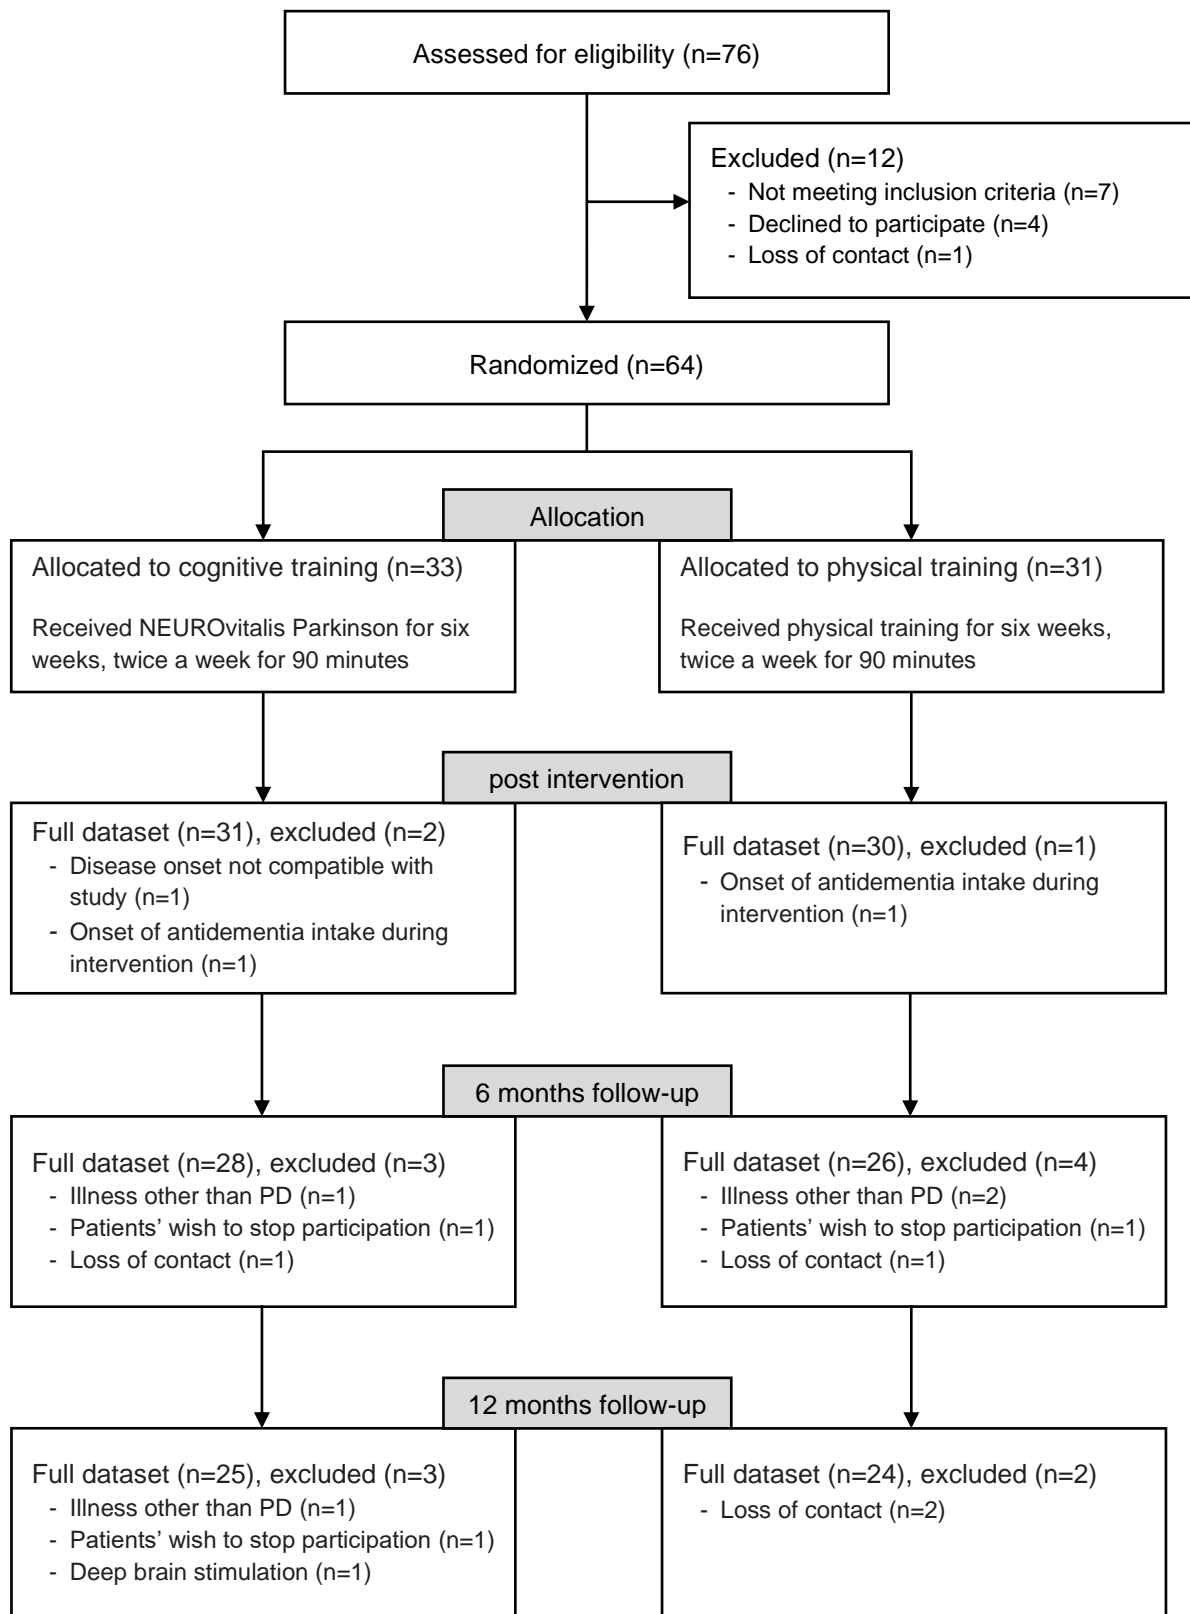 Assessed for eligibility (n=76)
Excluded (n=12)
- Not meeting inclusion criteria (n=7)
- Declined to participate (n=4)
- Loss of contact (n=1)
Randomized (n=64)
Allocation
Allocated to cognitive training (n=33)
Received NEUROvitalis Parkinson for six
weeks, twice a week for 90 minutes
Allocated to physical training (n=31)
Received physical training for six weeks,
twice a week for 90 minutes
post intervention
Full dataset (n=31), excluded (n=2)
- Disease onset not compatible with
study (n=1)
- Onset of antidementia intake during
intervention (n=1)
Full dataset (n=30), excluded (n=1)
- Onset of antidementia intake during
intervention (n=1)
6 months follow-up
Full dataset (n=28), excluded (n=3)
- Illness other than PD (n=1)
- Patients’ wish to stop participation (n=1)
- Loss of contact (n=1)
Full dataset (n=26), excluded (n=4)
- Illness other than PD (n=2)
- Patients’ wish to stop participation (n=1)
- Loss of contact (n=1)
12 months follow-up
Full dataset (n=25), excluded (n=3)
- Illness other than PD (n=1)
- Patients’ wish to stop participation (n=1)
- Deep brain stimulation (n=1)
Full dataset (n=24), excluded (n=2)
- Loss of contact (n=2)